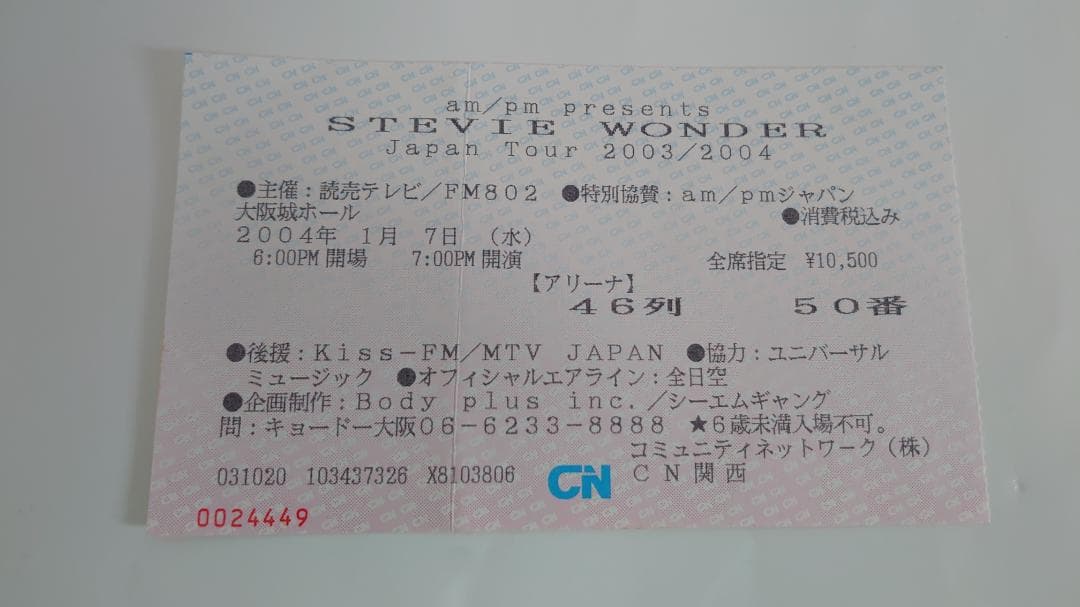 am/pm presents
STEVIE WONDER
Japan Tour 2003/2004
●主催：読売テレビ／FM802 ●特別協賛：am／pmジャパン
大阪城ホール ●消費税込み
2004年 1月 7日 （水）
6:00PM 開場 7:00PM 開演 全席指定 ¥10,500
【アリーナ】
46列 50番
●後援：Kiss－FM／MTV JAPAN ●協力：ユニバーサル
ミュージック ●オフィシャルエアライン：全日空
●企画制作：Body plus inc.／シーエムギャング
問：キョードー大阪06－6233－8888 ★6歳未満入場不可。
コミュニティネットワーク（株）
031020 103437326 X8103806 CN CN関西
0024449